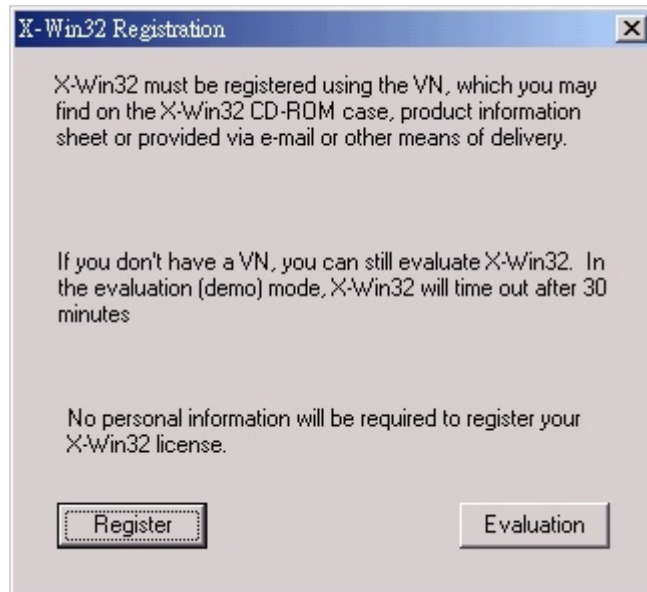 X-Win32 Registration
X-Win32 must be registered using the VN, which you may
find on the X-Win32 CD-ROM case, product information
sheet or provided via e-mail or other means of delivery.
If you don't have a VN, you can still evaluate X-Win32. In
the evaluation (demo) mode, X-Win32 will time out after 30
minutes
No personal information will be required to register your
X-Win32 license.
Register
Evaluation